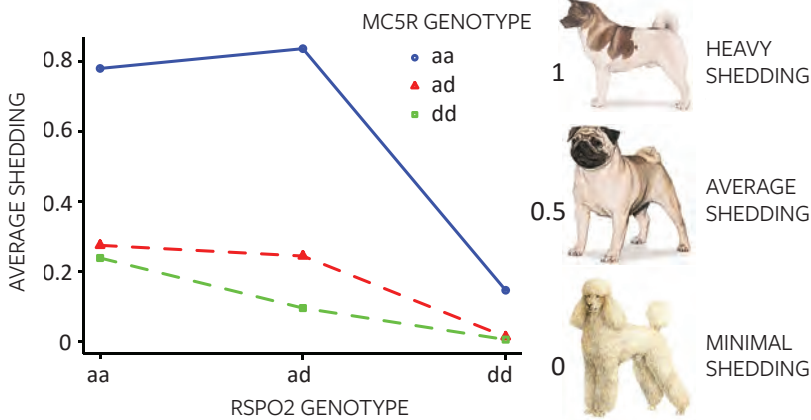 MC5R GENOTYPE
aa
ad
dd
AVERAGE SHEDDING
0.8
0.6
0.4
0.2
0
aa
ad
dd
RSPO2 GENOTYPE
1
HEAVY
SHEDDING
0.5
AVERAGE
SHEDDING
0
MINIMAL
SHEDDING